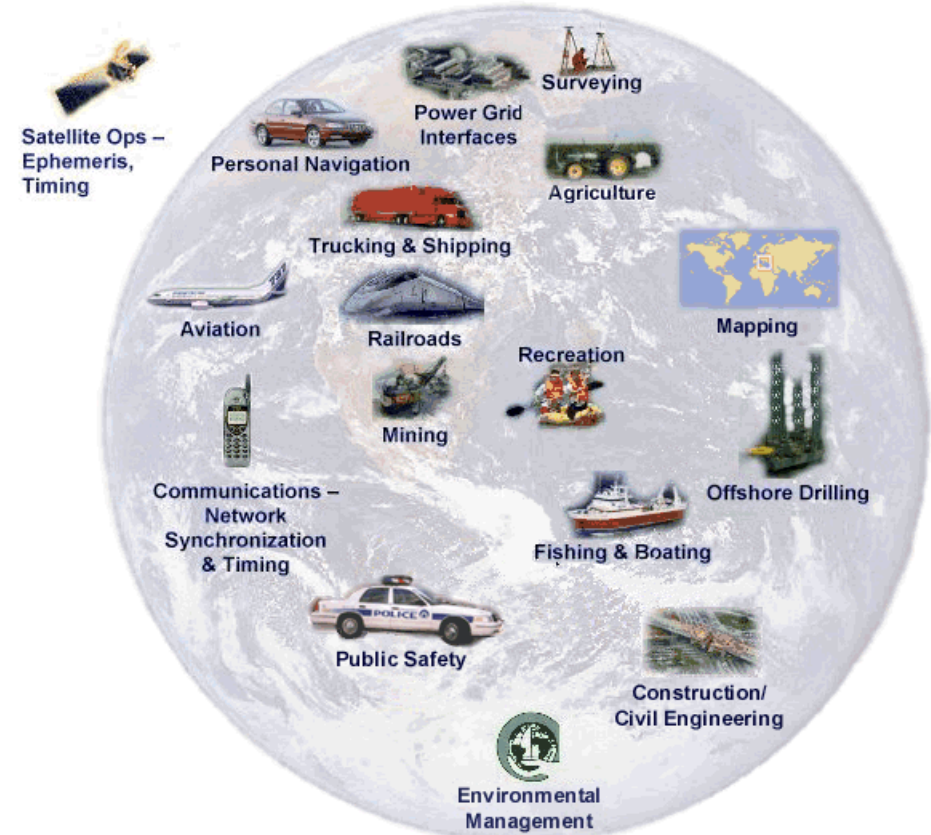 Surveying
Power Grid
Interfaces
Satellite Ops –
Ephemeris,
Timing
Personal Navigation
Agriculture
Trucking & Shipping
Aviation
Railroads
Mapping
Recreation
Mining
Communications –
Network
Synchronization
& Timing
Offshore Drilling
Fishing & Boating
POLICE
Public Safety
Construction/
Civil Engineering
Environmental
Management